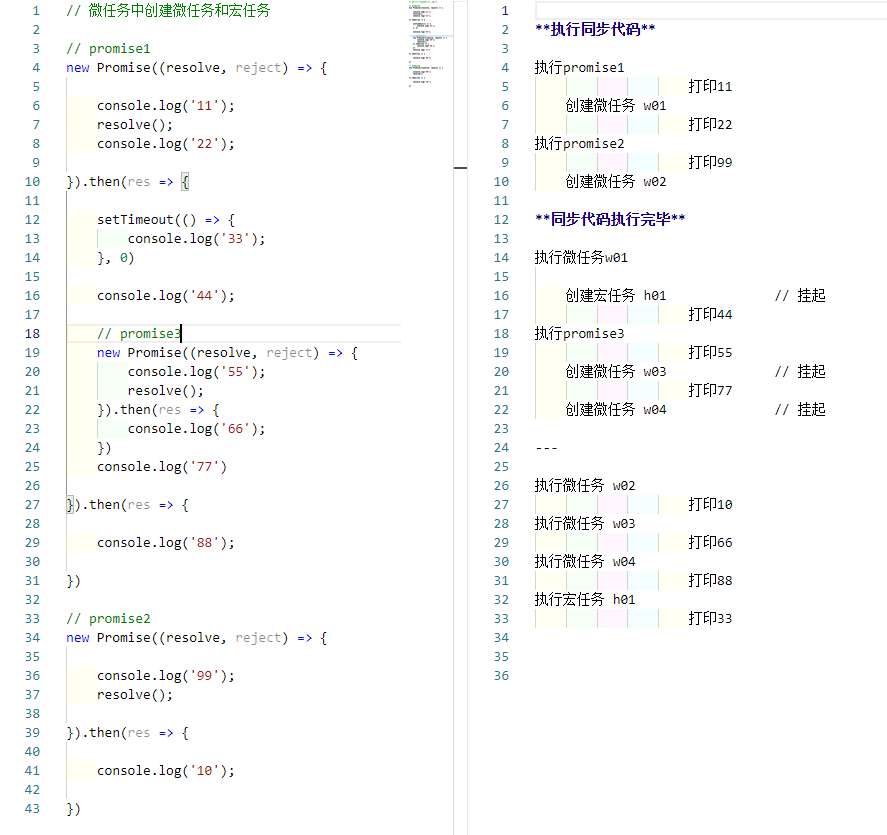 1 // 微任务中创建微任务和宏任务
2
3 // promise1
4 new Promise((resolve, reject) => {
5
6 console.log('11');
7 resolve();
8 console.log('22');
9
10 }).then(res => {
11
12 setTimeout(() => {
13 console.log('33');
14 }, 0)
15
16 console.log('44');
17
18 // promise3
19 new Promise((resolve, reject) => {
20 console.log('55');
21 resolve();
22 }).then(res => {
23 console.log('66');
24 })
25 console.log('77')
26
27 }).then(res => {
28
29 console.log('88');
30
31 })
32
33 // promise2
34 new Promise((resolve, reject) => {
35
36 console.log('99');
37 resolve();
38
39 }).then(res => {
40
41 console.log('10');
42
43 })
1
2 **执行同步代码**
3
4 执行promise1
5 打印11
6 创建微任务 w01
7 打印22
8 执行promise2
9 打印99
10 创建微任务 w02
11
12 **同步代码执行完毕**
13
14 执行微任务w01
15
16 创建宏任务 h01 // 挂起
17 打印44
18 执行promise3
19 打印55
20 创建微任务 w03 // 挂起
21 打印77
22 创建微任务 w04 // 挂起
23
24 ---
25
26 执行微任务 w02
27 打印10
28 执行微任务 w03
29 打印66
30 执行微任务 w04
31 打印88
32 执行宏任务 h01
33 打印33
34
35
36